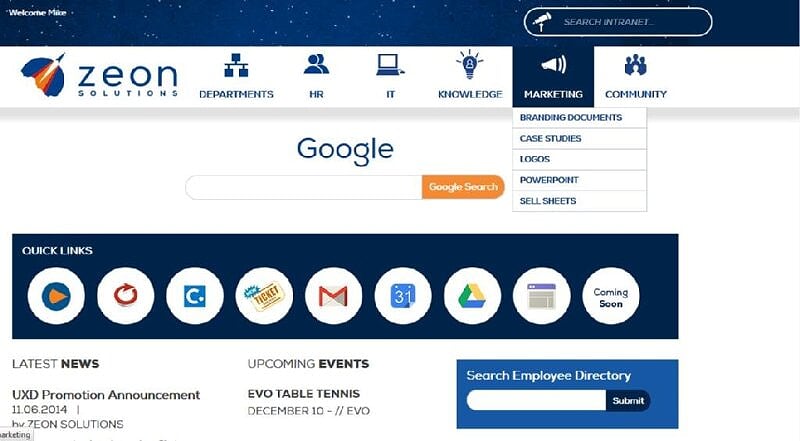 Welcome Mike
SEARCH INTRANET...
zeon
SOLUTIONS
DEPARTMENTS
HR
IT
KNOWLEDGE
MARKETING
COMMUNITY
BRANDING DOCUMENTS
CASE STUDIES
LOGOS
POWERPOINT
SELL SHEETS
Google
Google Search
QUICK LINKS
C.
TICKET
31
Coming
Soon
LATEST NEWS
UXD Promotion Announcement
11.06.2014 |
by ZEON SOLUTIONS
UPCOMING EVENTS
EVO TABLE TENNIS
DECEMBER 10 - // EVO
Search Employee Directory
Submit
marketing